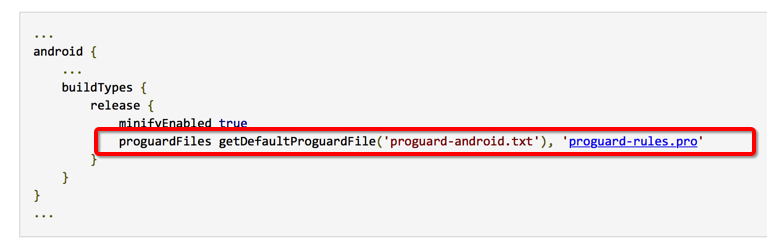 ...
android {
...
buildTypes {
release {
minifyEnabled true
proguardFiles getDefaultProguardFile('proguard-android.txt'), 'proguard-rules.pro'
}
}
}
...